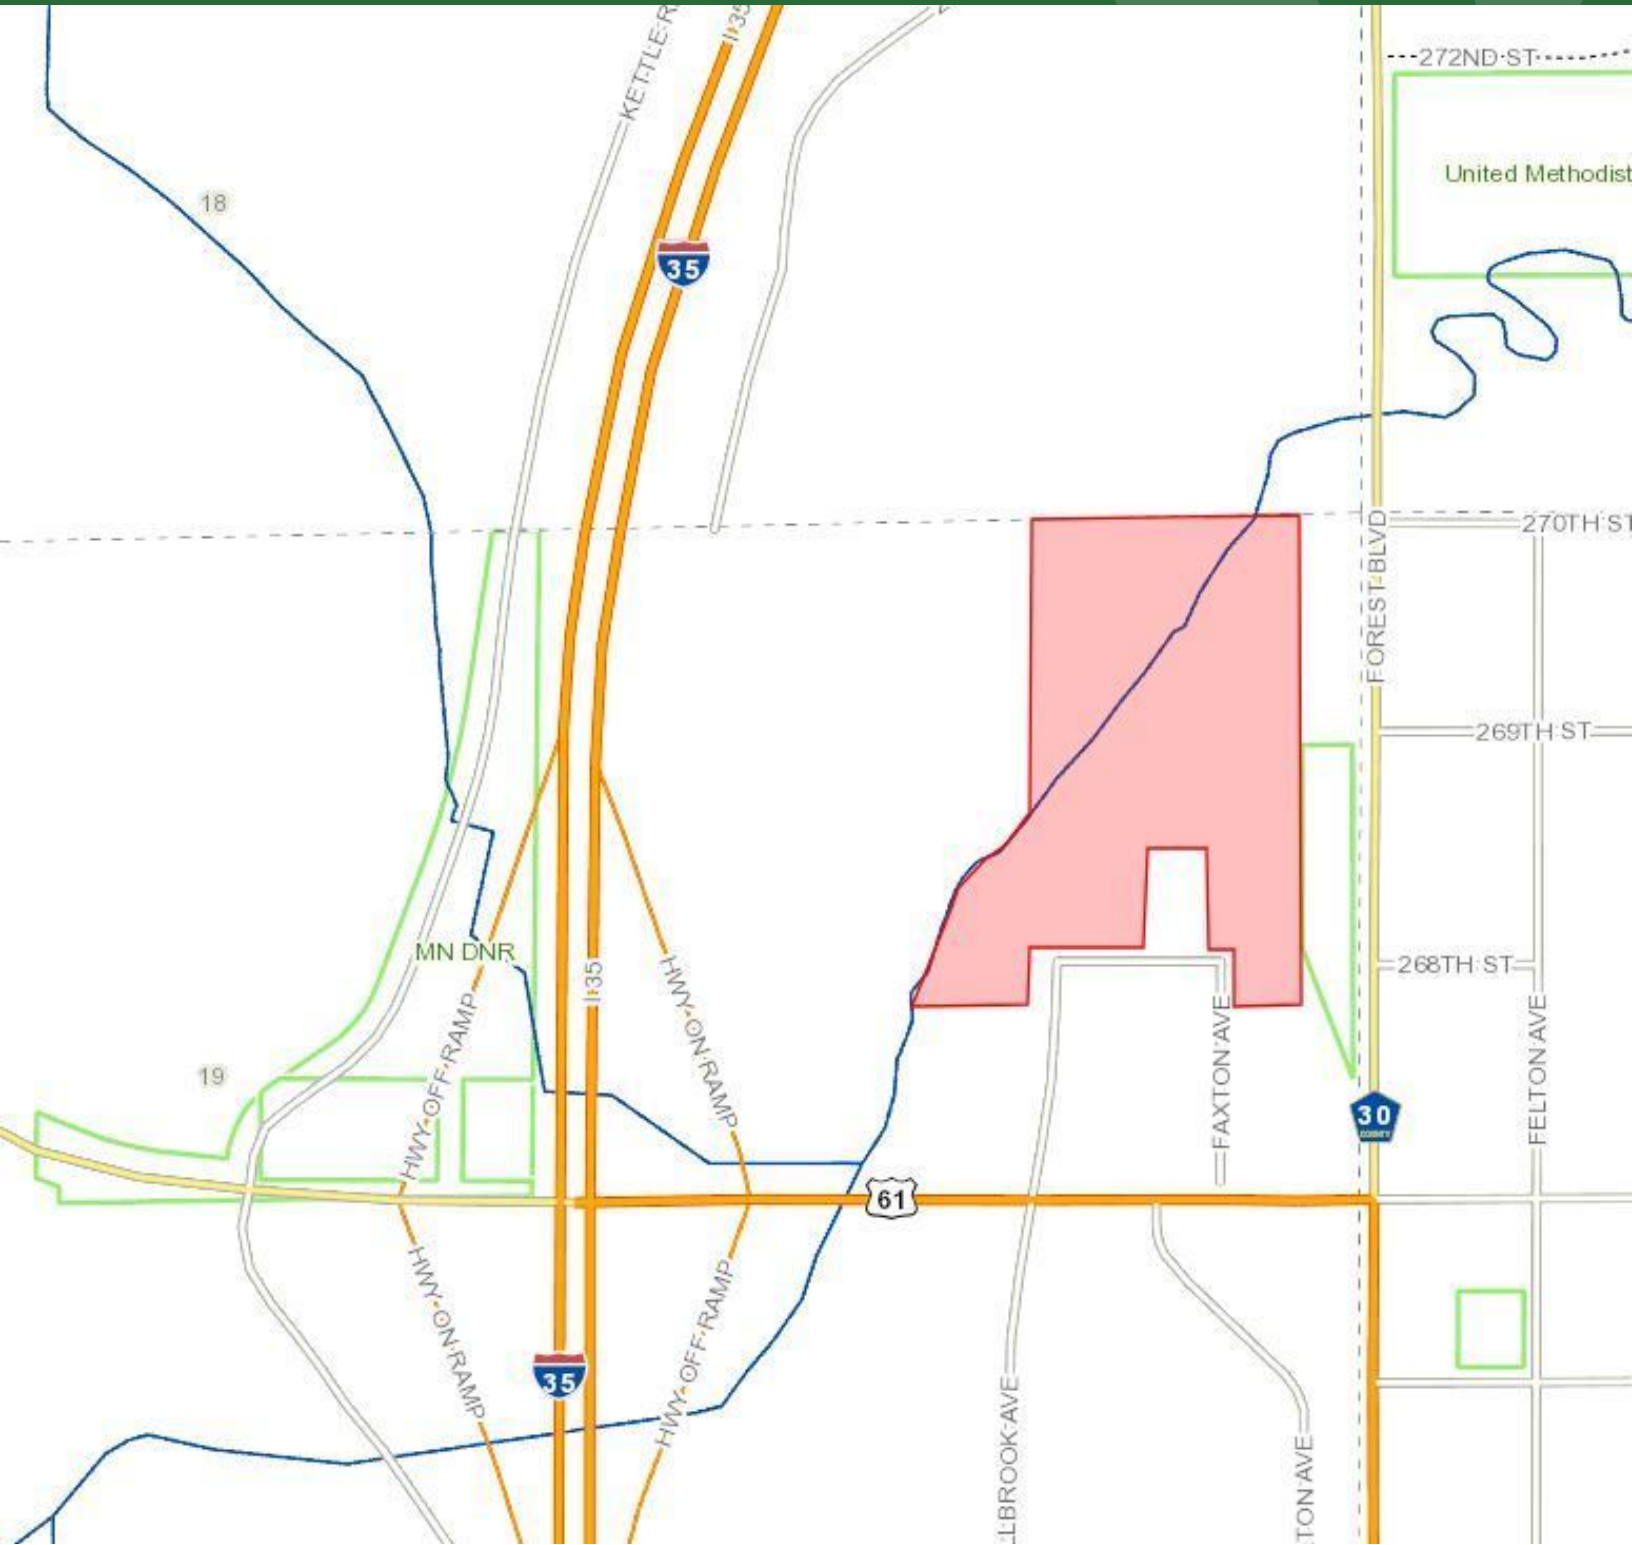 KETTLE R
I-35
272ND ST
United Methodist
18
35
270TH ST
FOREST BLVD
269TH ST
MN DNR
I-35
HWY-ON RAMP
268TH ST
HWY-OFF RAMP
FAXTON AVE
FELTON AVE
19
30
COUNTY
61
HWY-ON RAMP
HWY-OFF RAMP
35
LLBROOK AVE
TON AVE